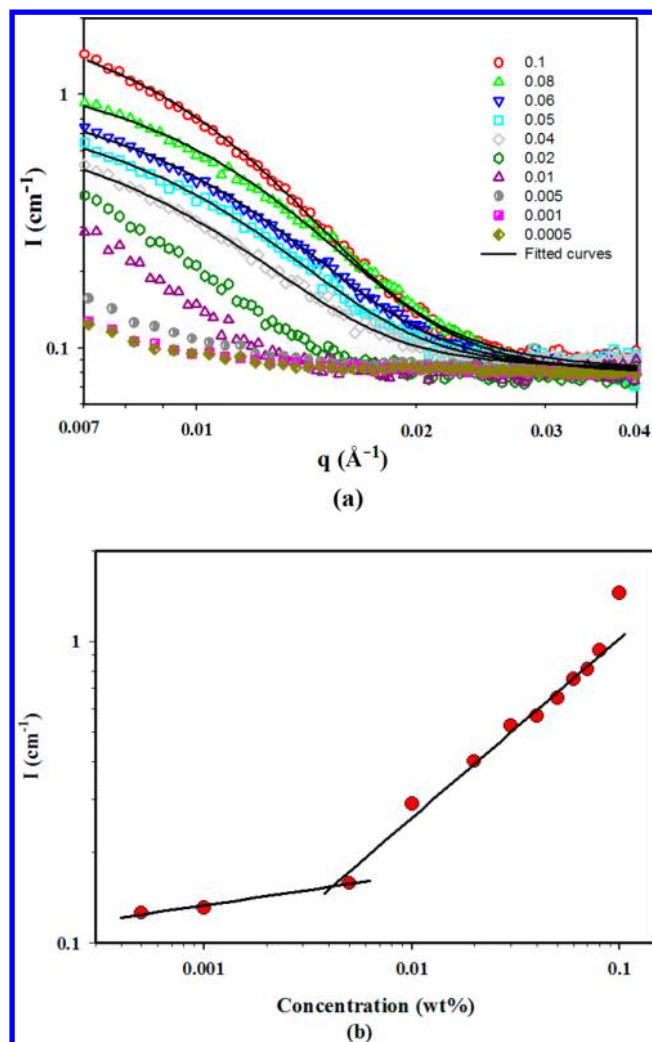 0.1
0.08
0.06
0.05
0.04
0.02
0.01
0.005
0.001
0.0005
Fitted curves
1
0.1
I (cm⁻¹)
0.007 0.01 0.02 0.03 0.04
q (Å⁻¹)
(a)
1
0.1
I (cm⁻¹)
0.001 0.01 0.1
Concentration (wt%)
(b)